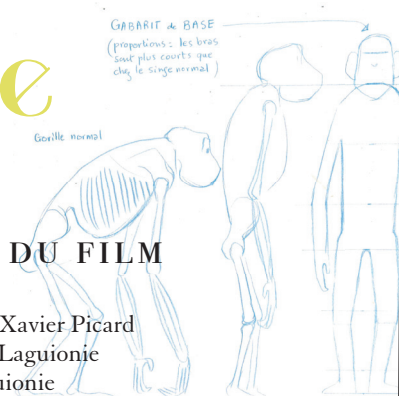 GABARIT de BASE
(proportions : les bras
sont plus courts que
chez le singe normal )
e
Gorille normal
DU FILM
Xavier Picard
Laguionie
uionie